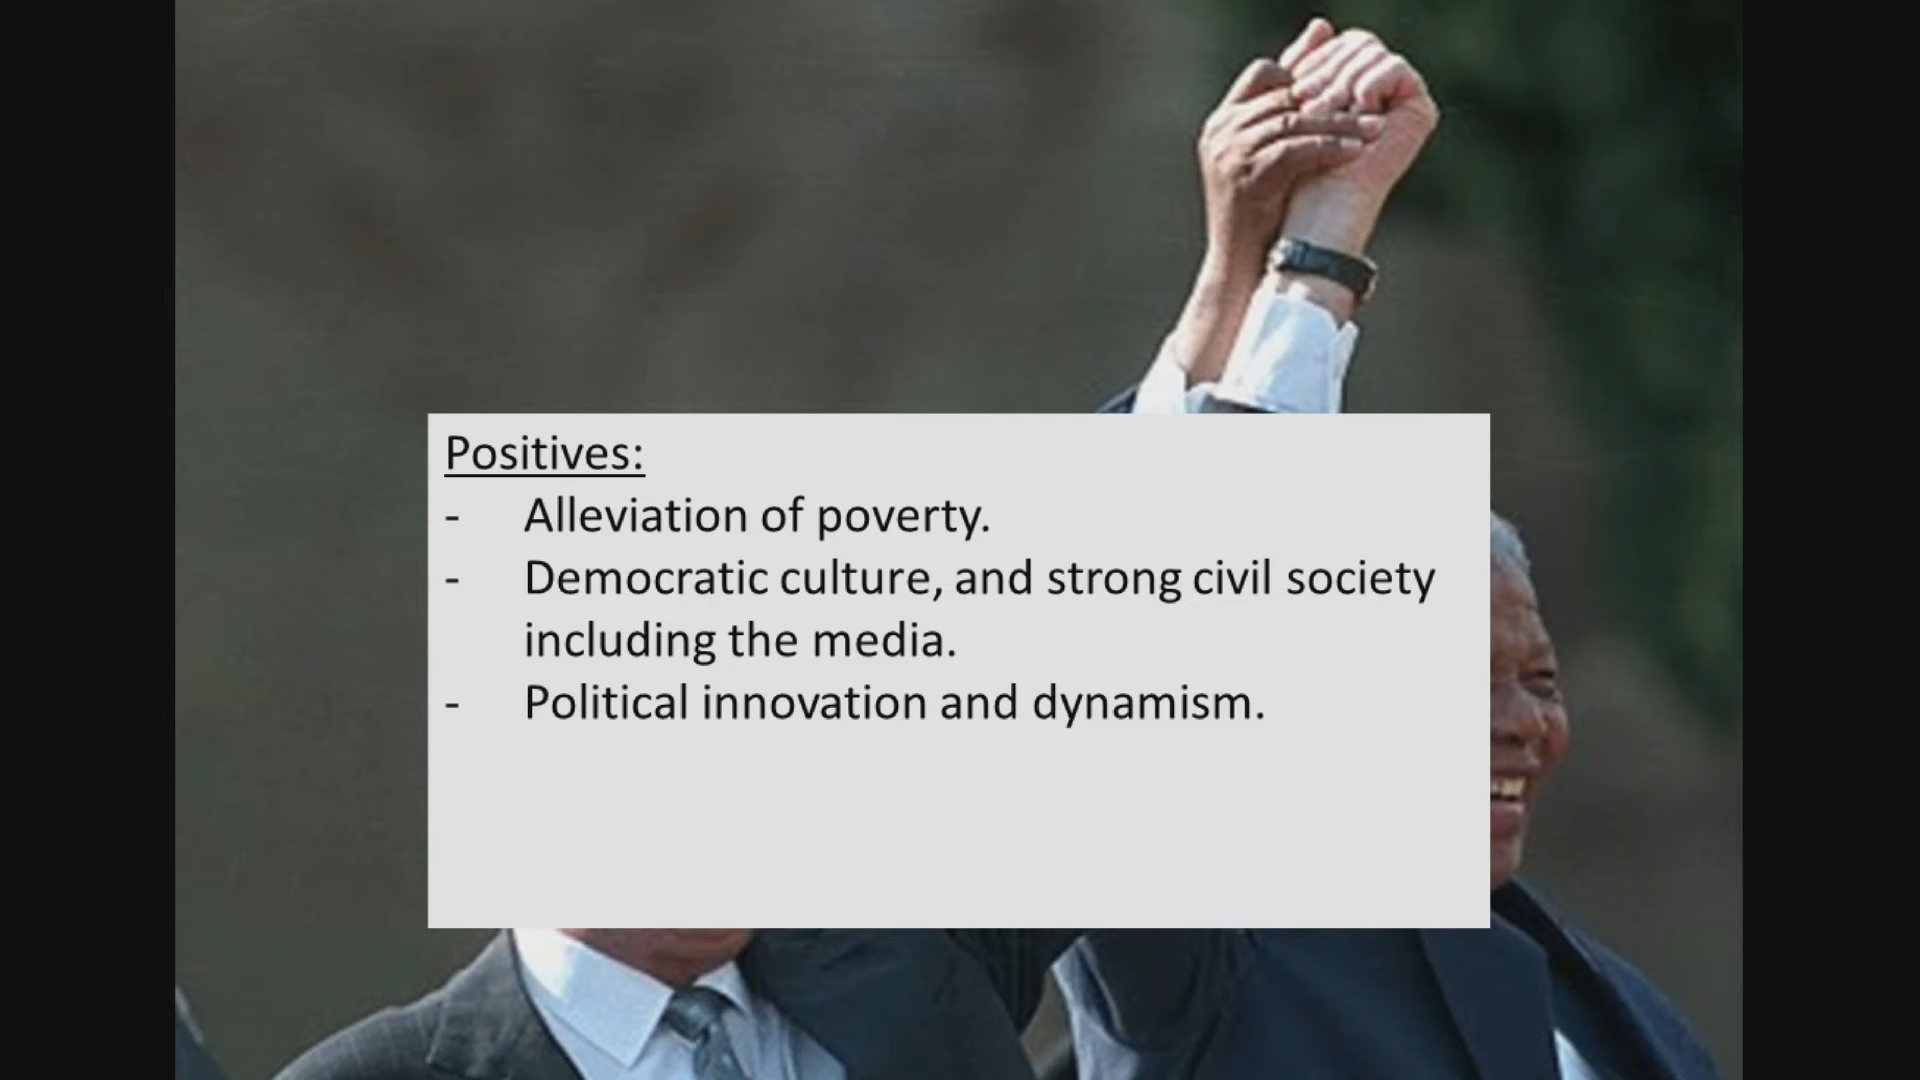 Positives:
- Alleviation of poverty.
- Democratic culture, and strong civil society
including the media.
- Political innovation and dynamism.